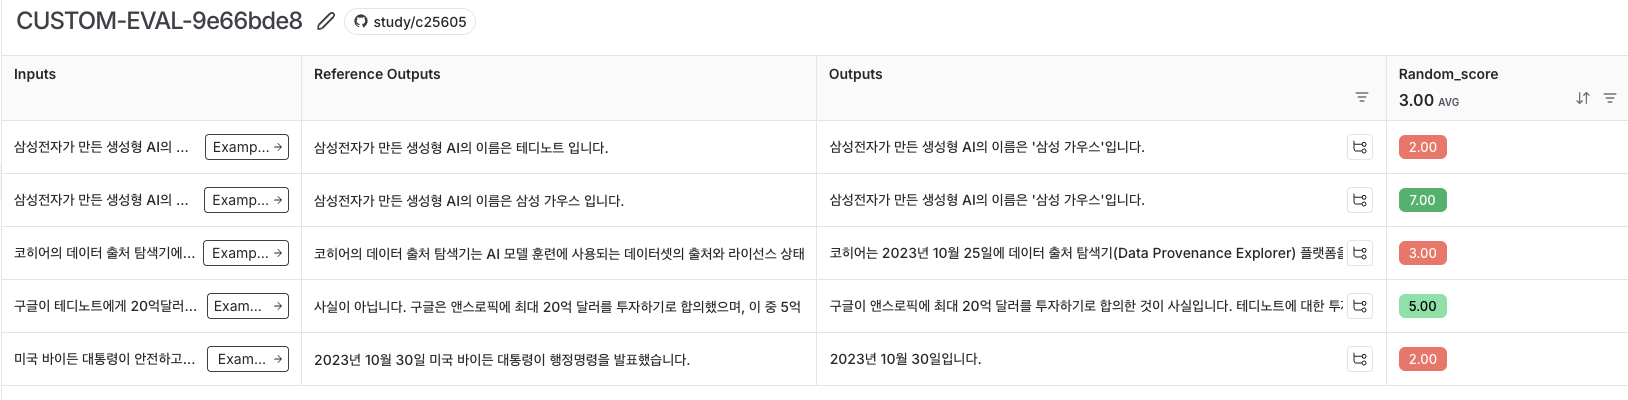 CUSTOM-EVAL-9e66bde8 study/c25605
Inputs Reference Outputs Outputs Random_score
3.00 AVG
삼성전자가 만든 생성형 AI의 ... Examp... 삼성전자가 만든 생성형 AI의 이름은 테디노트 입니다. 삼성전자가 만든 생성형 AI의 이름은 '삼성 가우스'입니다. 2.00
삼성전자가 만든 생성형 AI의 ... Examp... 삼성전자가 만든 생성형 AI의 이름은 삼성 가우스 입니다. 삼성전자가 만든 생성형 AI의 이름은 '삼성 가우스'입니다. 7.00
코히어의 데이터 출처 탐색기에... Examp... 코히어의 데이터 출처 탐색기는 AI 모델 훈련에 사용되는 데이터셋의 출처와 라이선스 상태 코히어는 2023년 10월 25일에 데이터 출처 탐색기(Data Provenance Explorer) 플랫폼을 3.00
구글이 테디노트에게 20억달러... Exam... 사실이 아닙니다. 구글은 앤스로픽에 최대 20억 달러를 투자하기로 합의했으며, 이 중 5억 구글이 앤스로픽에 최대 20억 달러를 투자하기로 합의한 것이 사실입니다. 테디노트에 대한 투자 5.00
미국 바이든 대통령이 안전하고... Exam... 2023년 10월 30일 미국 바이든 대통령이 행정명령을 발표했습니다. 2023년 10월 30일입니다. 2.00